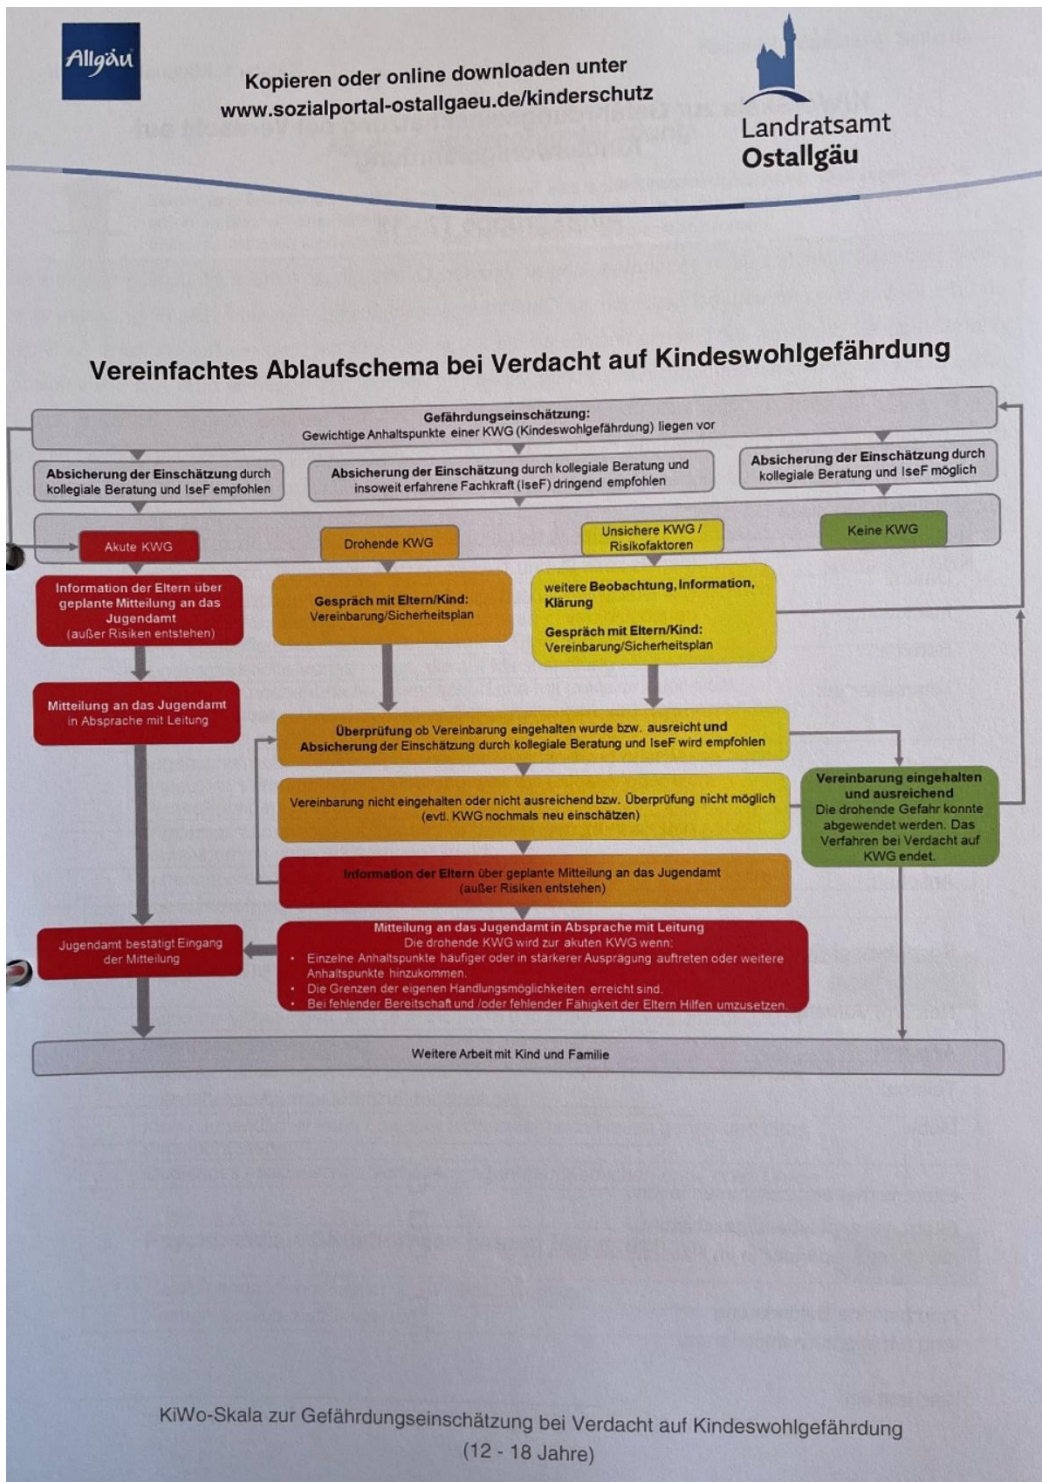 Allgäu
Kopieren oder online downloaden unter
www.sozialportal-ostallgaeu.de/kinderschutz
Landratsamt
Ostallgäu
Vereinfachtes Ablaufschema bei Verdacht auf Kindeswohlgefährdung
Gefährdungseinschätzung:
Gewichtige Anhaltspunkte einer KWG (Kindeswohlgefährdung) liegen vor
Absicherung der Einschätzung durch
kollegiale Beratung und IseF empfohlen
Absicherung der Einschätzung durch kollegiale Beratung und
insoweit erfahrene Fachkraft (IseF) dringend empfohlen
Absicherung der Einschätzung durch
kollegiale Beratung und IseF möglich
Akute KWG
Drohende KWG
Unsichere KWG /
Risikofaktoren
Keine KWG
Information der Eltern über
geplante Mitteilung an das
Jugendamt
(außer Risiken entstehen)
Gespräch mit Eltern/Kind:
Vereinbarung/Sicherheitsplan
weitere Beobachtung, Information,
Klärung
Gespräch mit Eltern/Kind:
Vereinbarung/Sicherheitsplan
Mitteilung an das Jugendamt
in Absprache mit Leitung
Überprüfung ob Vereinbarung eingehalten wurde bzw. ausreicht und
Absicherung der Einschätzung durch kollegiale Beratung und IseF wird empfohlen
Vereinbarung nicht eingehalten oder nicht ausreichend bzw. Überprüfung nicht möglich
(evtl. KWG nochmals neu einschätzen)
Vereinbarung eingehalten
und ausreichend
Die drohende Gefahr konnte
abgewendet werden. Das
Verfahren bei Verdacht auf
KWG endet.
Information der Eltern über geplante Mitteilung an das Jugendamt
(außer Risiken entstehen)
Mitteilung an das Jugendamt in Absprache mit Leitung
Die drohende KWG wird zur akuten KWG wenn:
• Einzelne Anhaltspunkte häufiger oder in stärkerer Ausprägung auftreten oder weitere
Anhaltspunkte hinzukommen.
• Die Grenzen der eigenen Handlungsmöglichkeiten erreicht sind.
• Bei fehlender Bereitschaft und /oder fehlender Fähigkeit der Eltern Hilfen umzusetzen.
Jugendamt bestätigt Eingang
der Mitteilung
Weitere Arbeit mit Kind und Familie
KiWo-Skala zur Gefährdungseinschätzung bei Verdacht auf Kindeswohlgefährdung
(12 - 18 Jahre)